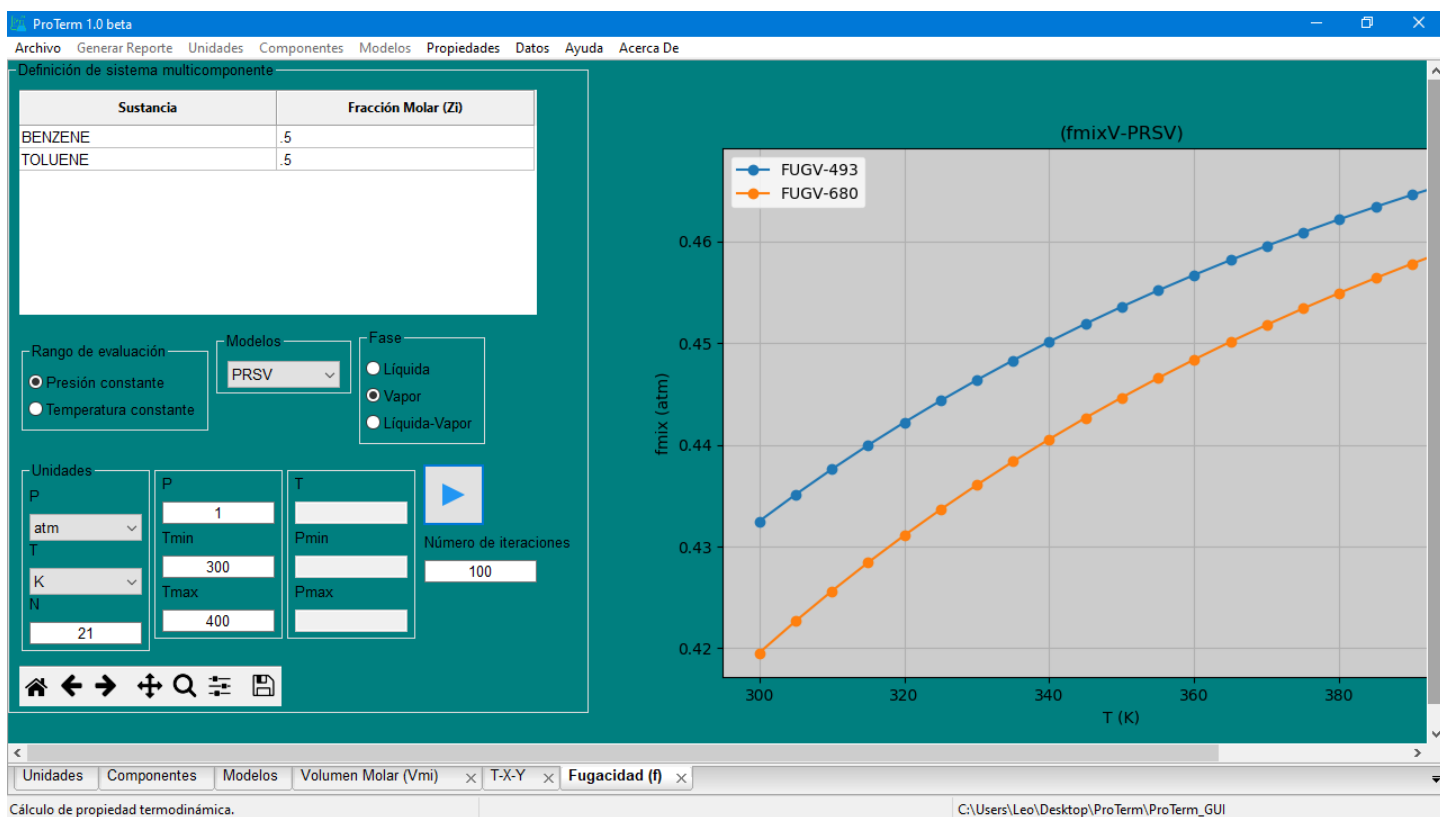 ProTerm 1.0 beta
Archivo Generar Reporte Unidades Componentes Modelos Propiedades Datos Ayuda Acerca De
Definición de sistema multicomponente
Sustancia Fracción Molar (Zi)
BENZENE .5
TOLUENE .5
Rango de evaluación
Presión constante
Temperatura constante
Modelos
PRSV
Fase
Líquida
Vapor
Líquida-Vapor
Unidades
P
atm
T
K
N
21
P
1
Tmin
300
Tmax
400
T
Pmin
Pmax
Número de iteraciones
100
(fmixV-PRSV)
FUGV-493
FUGV-680
0.46
0.45
0.44
0.43
0.42
fmix (atm)
300 320 340 360 380
T (K)
Unidades Componentes Modelos Volumen Molar (Vmi) T-X-Y Fugacidad (f)
Cálculo de propiedad termodinámica. C:\Users\Leo\Desktop\ProTerm\ProTerm_GUI